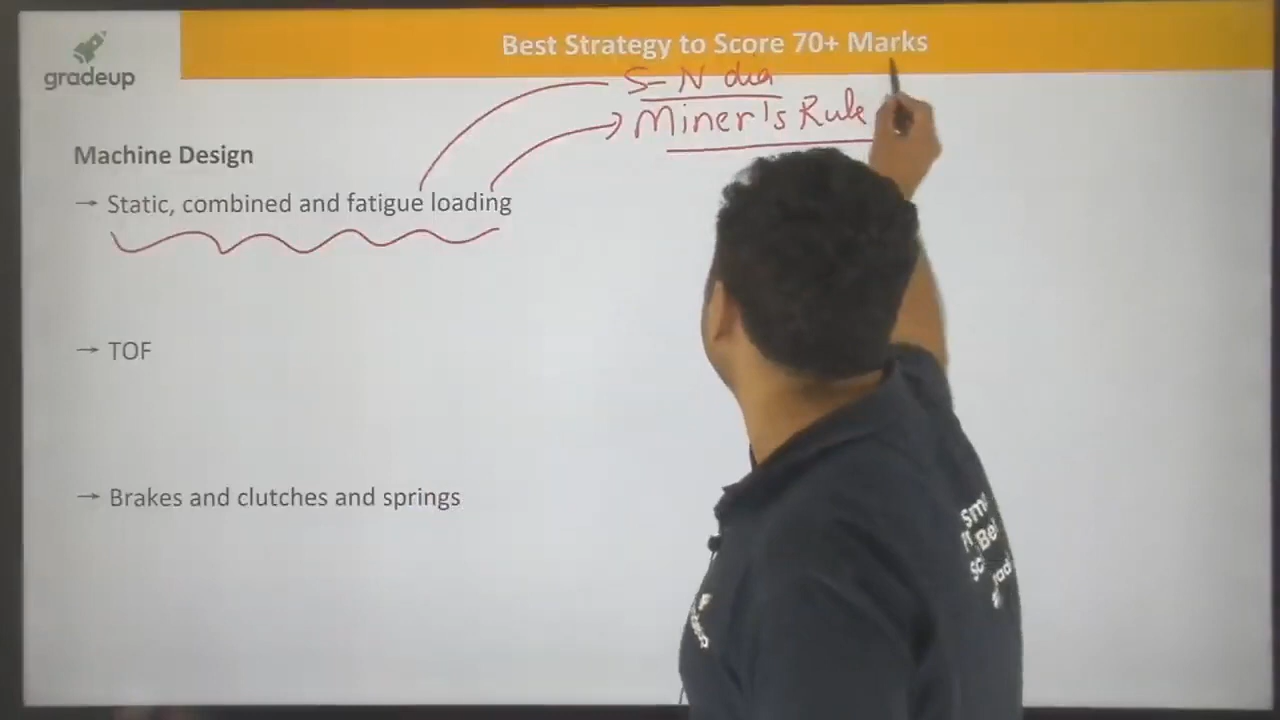 Best Strategy to Score 70+ Marks
gradeup
S-N dia
Miner's Rule
Machine Design
→ Static, combined and fatigue loading
→ TOF
→ Brakes and clutches and springs